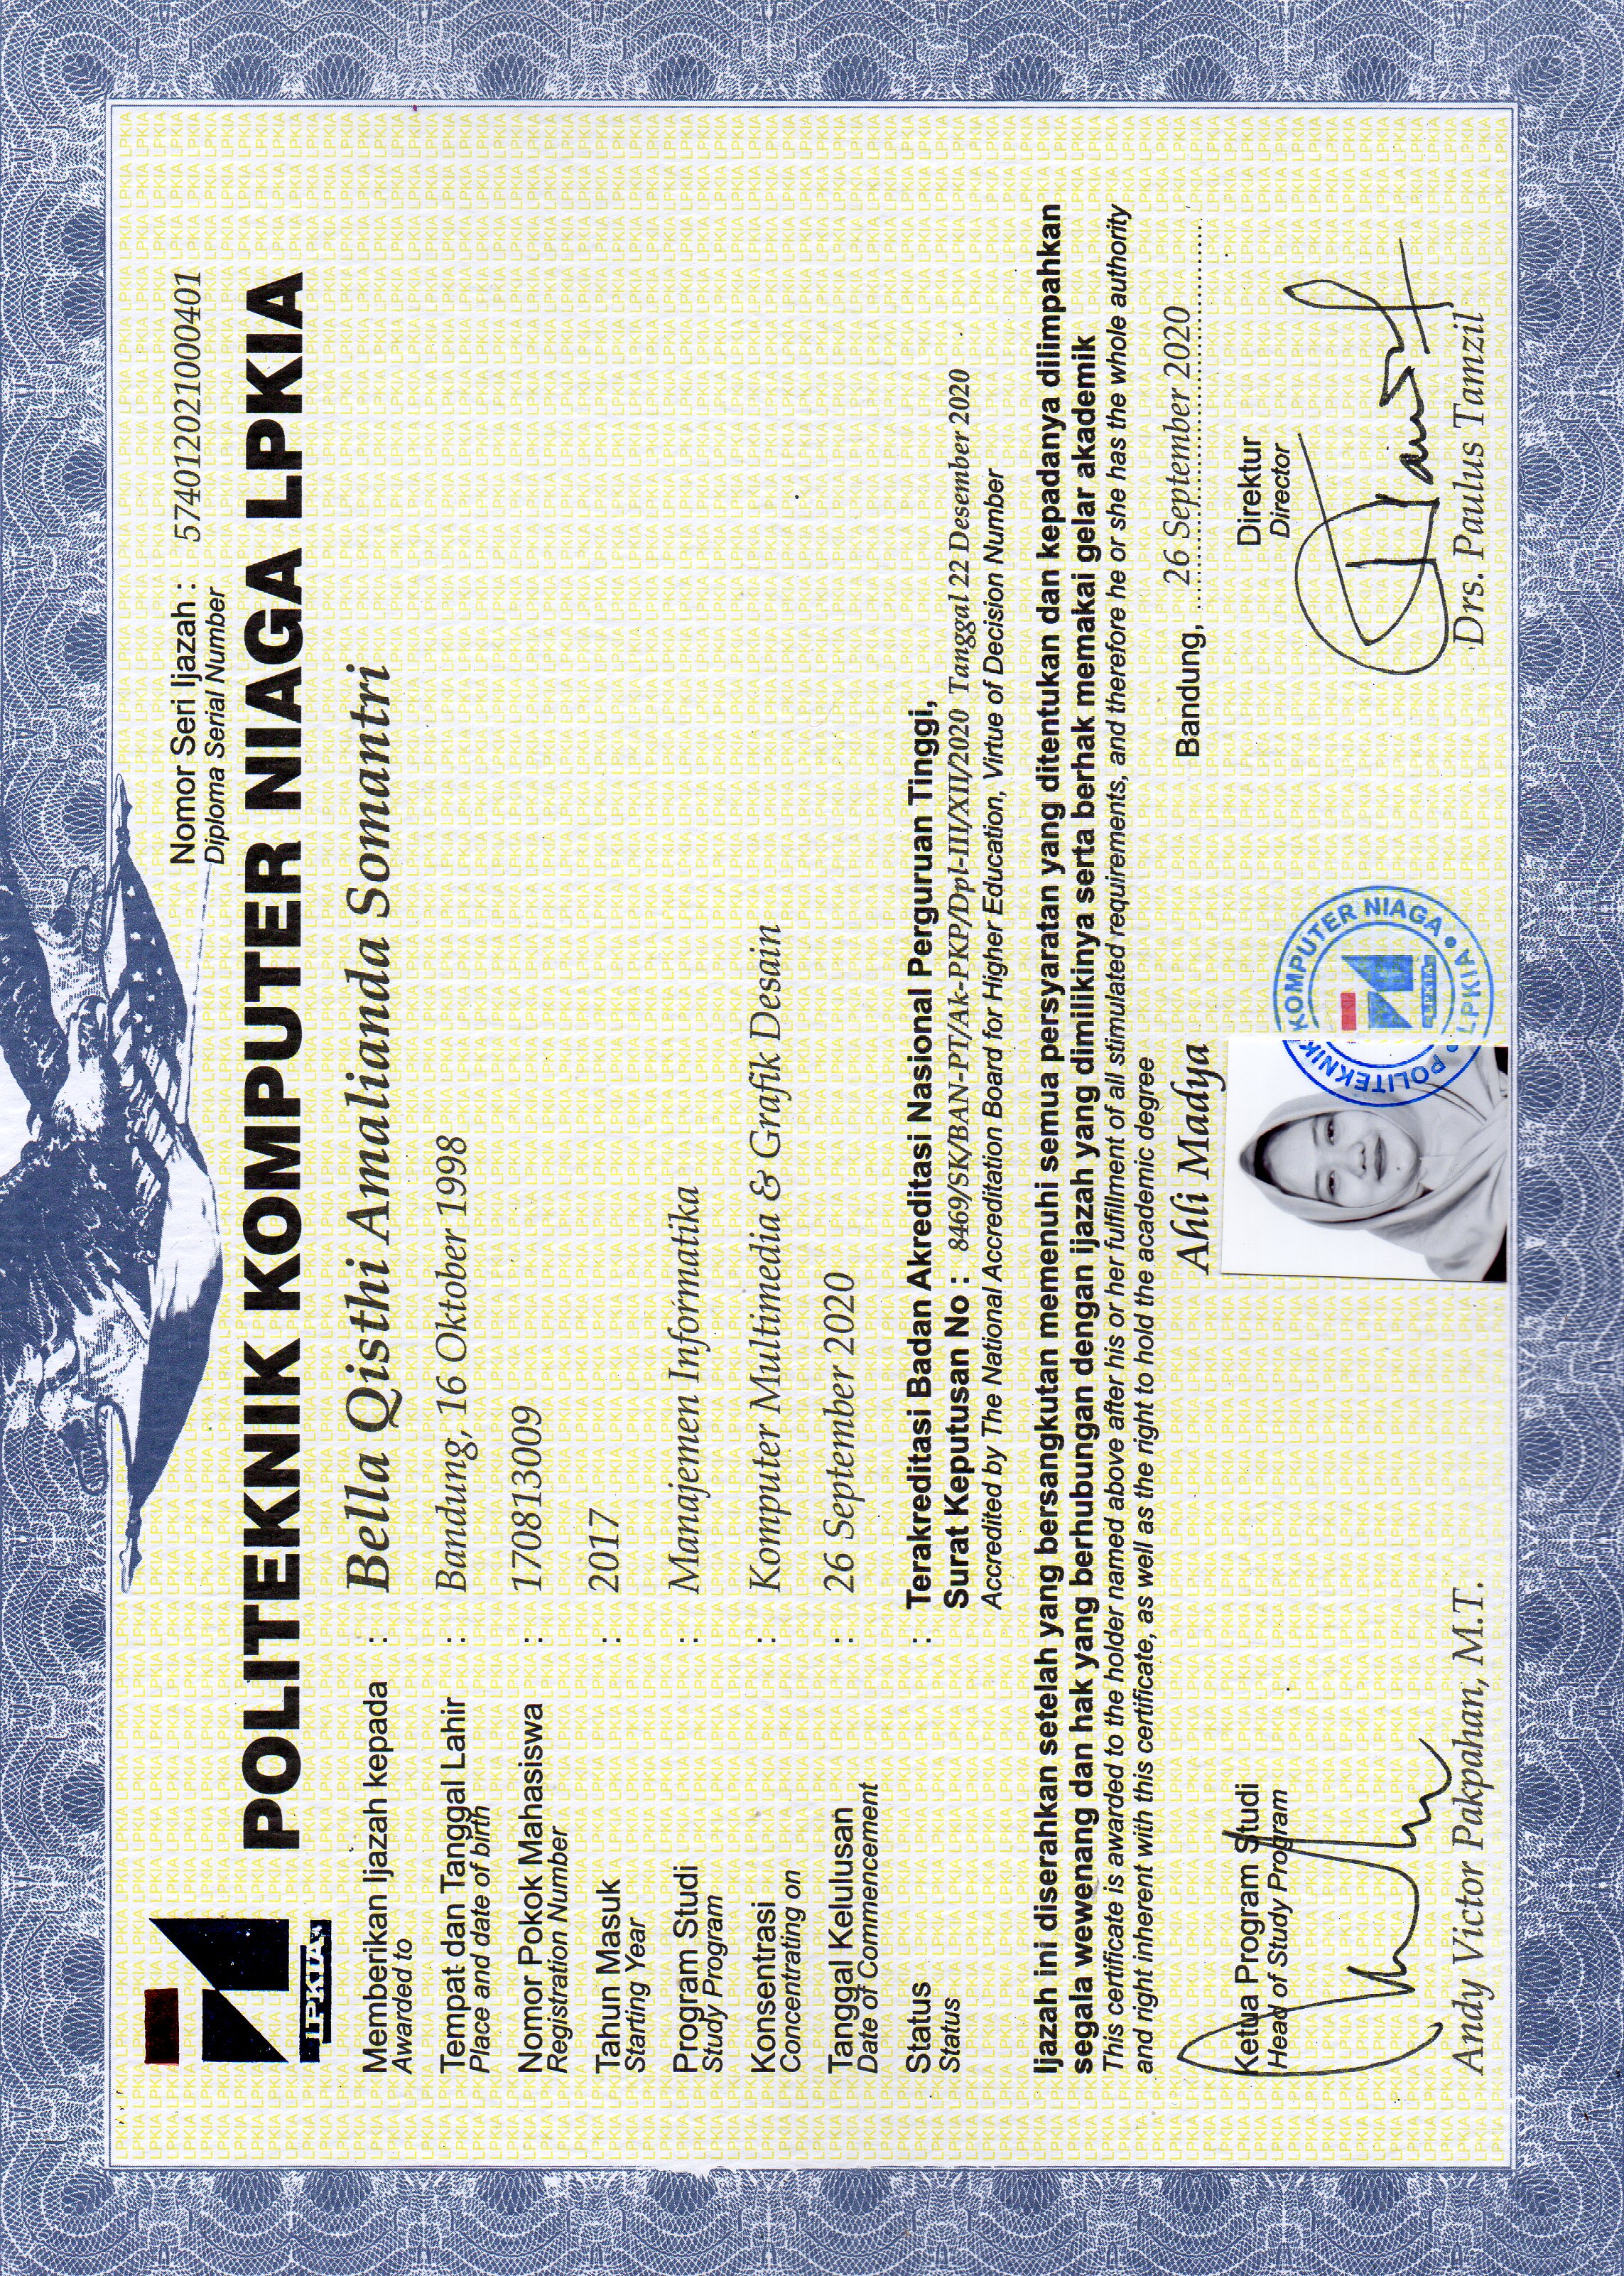 Nomor Seri Ijazah : 574012021000401
Diploma Serial Number
LPKIA
POLITEKNIK KOMPUTER NIAGA LPKIA
Memberikan Ijazah kepada : Bella Qisthi Amalianda Somantri
Awarded to
Tempat dan Tanggal Lahir : Bandung, 16 Oktober 1998
Place and date of birth
Nomor Pokok Mahasiswa : 170813009
Registration Number
Tahun Masuk : 2017
Starting Year
Program Studi : Manajemen Informatika
Study Program
Konsentrasi : Komputer Multimedia & Grafik Desain
Concentrating on
Tanggal Kelulusan : 26 September 2020
Date of Commencement
Status : Terakreditasi Badan Akreditasi Nasional Perguruan Tinggi,
Status
Surat Keputusan No : 8469/SK/BAN-PT/Ak-PKP/Dpl-III/XII/2020 Tanggal 22 Desember 2020
Accredited by The National Accreditation Board for Higher Education, Virtue of Decision Number
Ijazah ini diserahkan setelah yang bersangkutan memenuhi semua persyaratan yang ditentukan dan kepadanya dilimpahkan
segala wewenang dan hak yang berhubungan dengan ijazah yang dimilikinya serta berhak memakai gelar akademik
This certificate is awarded to the holder named above after his or her fulfillment of all stimulated requirements, and therefore he or she has the whole authority
and right inherent with this certificate, as well as the right to hold the academic degree
Ahli Madya
Bandung, 26 September 2020
Ketua Program Studi
Head of Study Program
Direktur
Director
POLITEKNIK KOMPUTER NIAGA
LPKIA
LPKIA
Andy Victor Pakpahan, M.T.
Drs. Paulus Tamzil